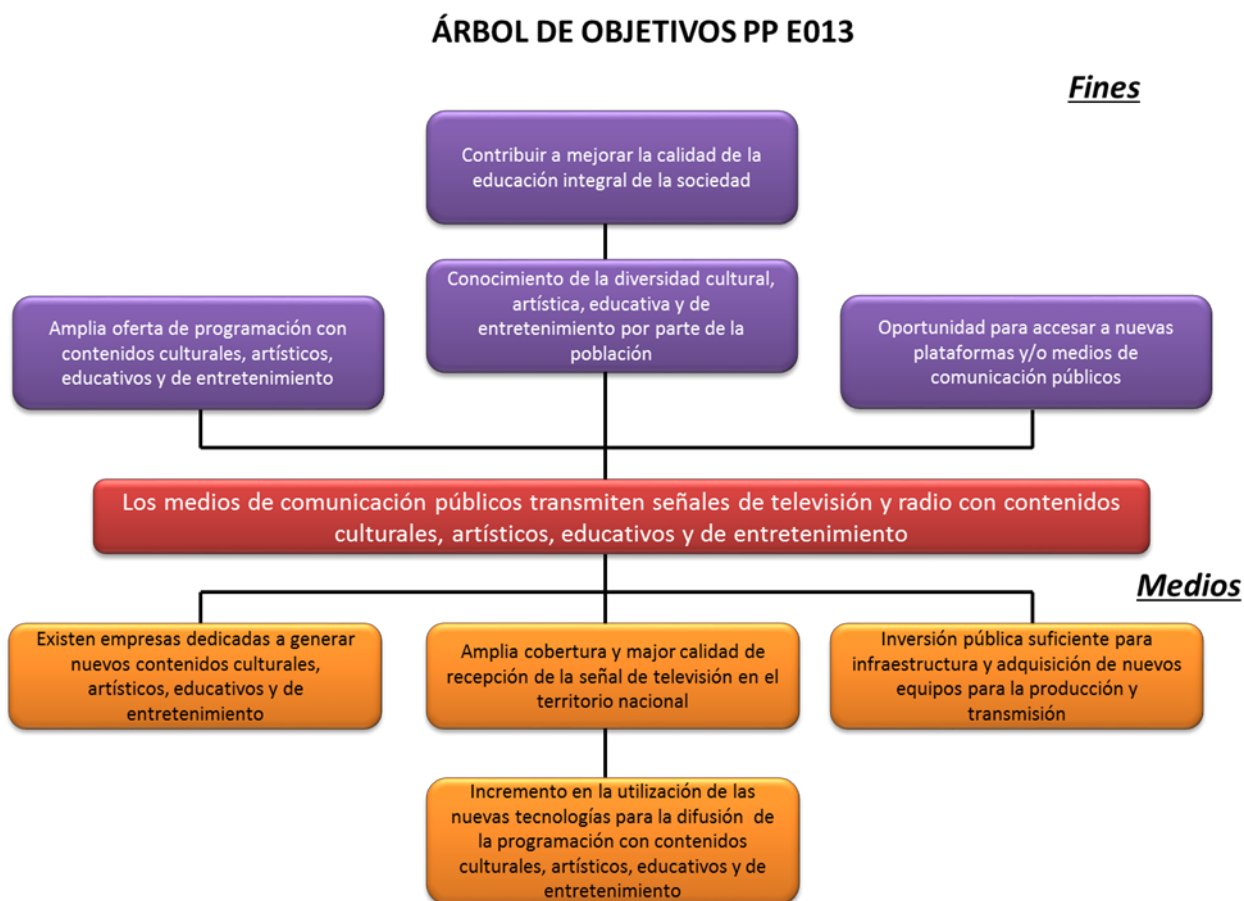 ÁRBOL DE OBJETIVOS PP E013
Fines
Contribuir a mejorar la calidad de la
educación integral de la sociedad
Amplia oferta de programación con
contenidos culturales, artísticos,
educativos y de entretenimiento
Conocimiento de la diversidad cultural,
artística, educativa y de
entretenimiento por parte de la
población
Oportunidad para accesar a nuevas
plataformas y/o medios de
comunicación públicos
Los medios de comunicación públicos transmiten señales de televisión y radio con contenidos
culturales, artísticos, educativos y de entretenimiento
Medios
Existen empresas dedicadas a generar
nuevos contenidos culturales,
artísticos, educativos y de
entretenimiento
Amplia cobertura y major calidad de
recepción de la señal de televisión en el
territorio nacional
Inversión pública suficiente para
infraestructura y adquisición de nuevos
equipos para la producción y
transmisión
Incremento en la utilización de las
nuevas tecnologías para la difusión de
la programación con contenidos
culturales, artísticos, educativos y de
entretenimiento